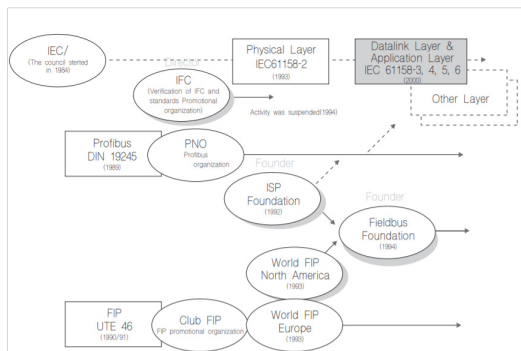 IEC/
(The council sterted
in 1984)
Director
Physical Layer
IEC61158-2
(1993)
Datalink Layer &
Application Layer
IEC 61158-3, 4, 5, 6
(2000)
Other Layer
IFC
(Verification of IFC and
standards Promotional
organization)
Activity was suspended(1994)
Profibus
DIN 19245
(1989)
PNO
Profibus
organization
Founder
ISP
Foundation
(1992)
Founder
Fieldbus
Foundation
(1994)
World FIP
North America
(1993)
FIP
UTE 46
(1990/91)
Club FIP
FIP promotional organization)
World FIP
Europe
(1993)